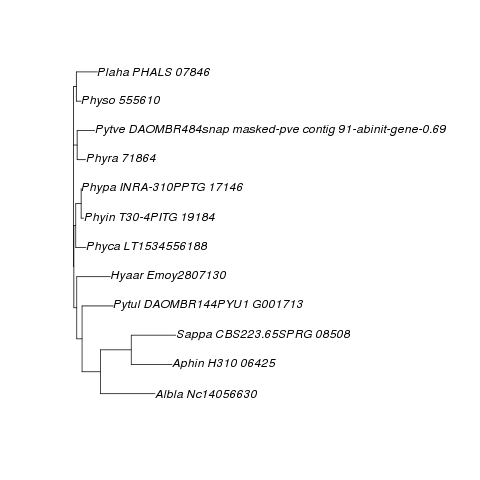 Plaha PHALS 07846
Physo 555610
Pytve DAOMBR484snap masked-pve contig 91-abinit-gene-0.69
Phyra 71864
Phypa INRA-310PPTG 17146
Phyin T30-4PITG 19184
Phyca LT1534556188
Hyaar Emoy2807130
Pytul DAOMBR144PYU1 G001713
Sappa CBS223.65SPRG 08508
Aphin H310 06425
Albla Nc14056630